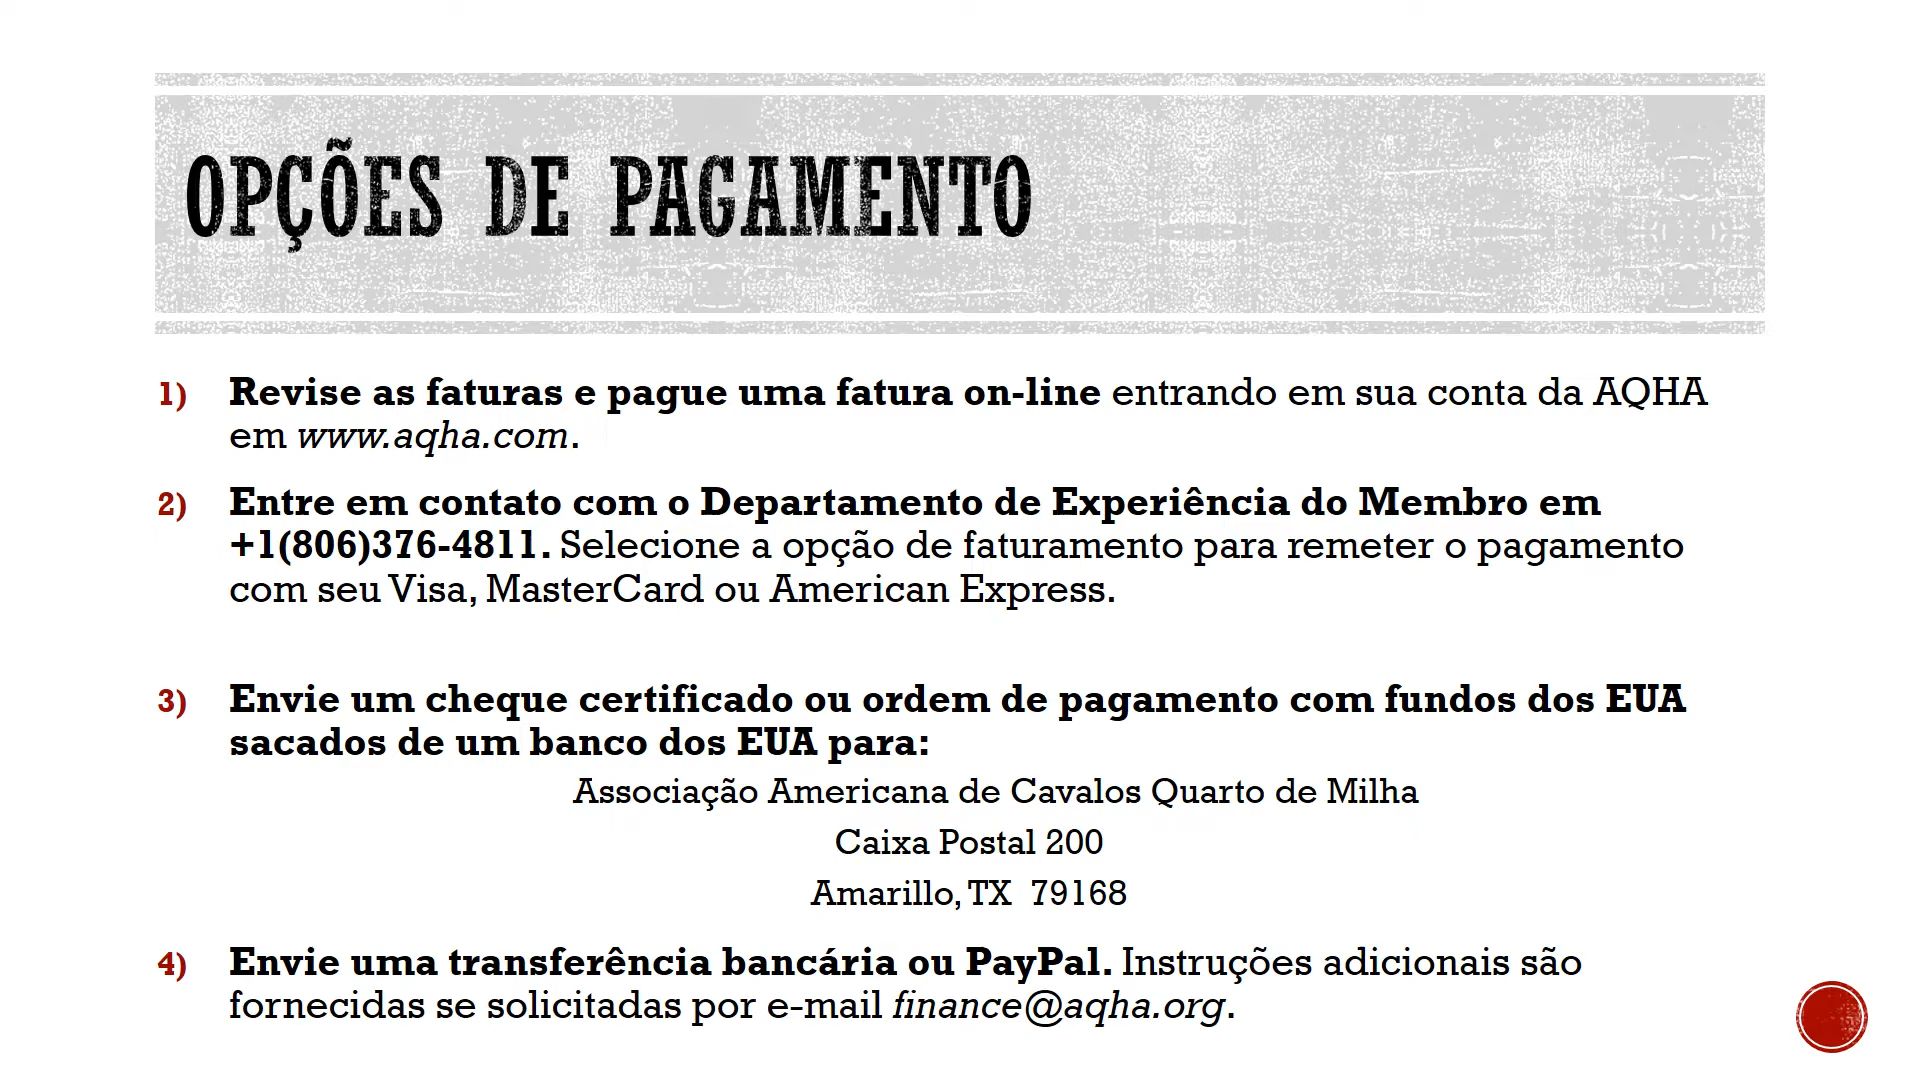 OPÇÕES DE PAGAMENTO
1) Revise as faturas e pague uma fatura on-line entrando em sua conta da AQHA
em www.aqha.com.
2) Entre em contato com o Departamento de Experiência do Membro em
+1(806)376-4811. Selecione a opção de faturamento para remeter o pagamento
com seu Visa, MasterCard ou American Express.
3) Envie um cheque certificado ou ordem de pagamento com fundos dos EUA
sacados de um banco dos EUA para:
Associação Americana de Cavalos Quarto de Milha
Caixa Postal 200
Amarillo, TX 79168
4) Envie uma transferência bancária ou PayPal. Instruções adicionais são
fornecidas se solicitadas por e-mail finance@aqha.org.